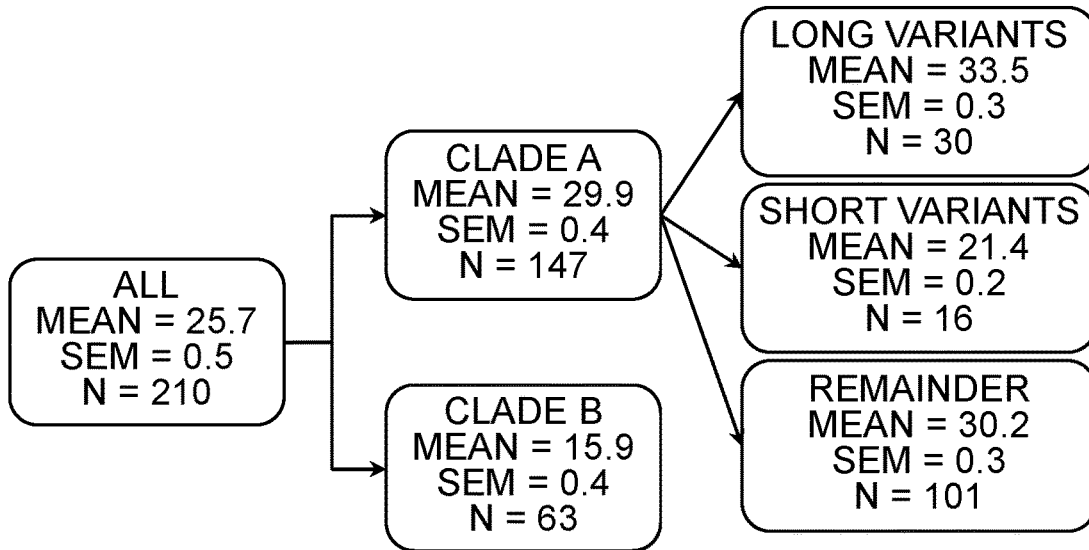 ALL
MEAN = 25.7
SEM = 0.5
N = 210
CLADE A
MEAN = 29.9
SEM = 0.4
N = 147
CLADE B
MEAN = 15.9
SEM = 0.4
N = 63
LONG VARIANTS
MEAN = 33.5
SEM = 0.3
N = 30
SHORT VARIANTS
MEAN = 21.4
SEM = 0.2
N = 16
REMAINDER
MEAN = 30.2
SEM = 0.3
N = 101